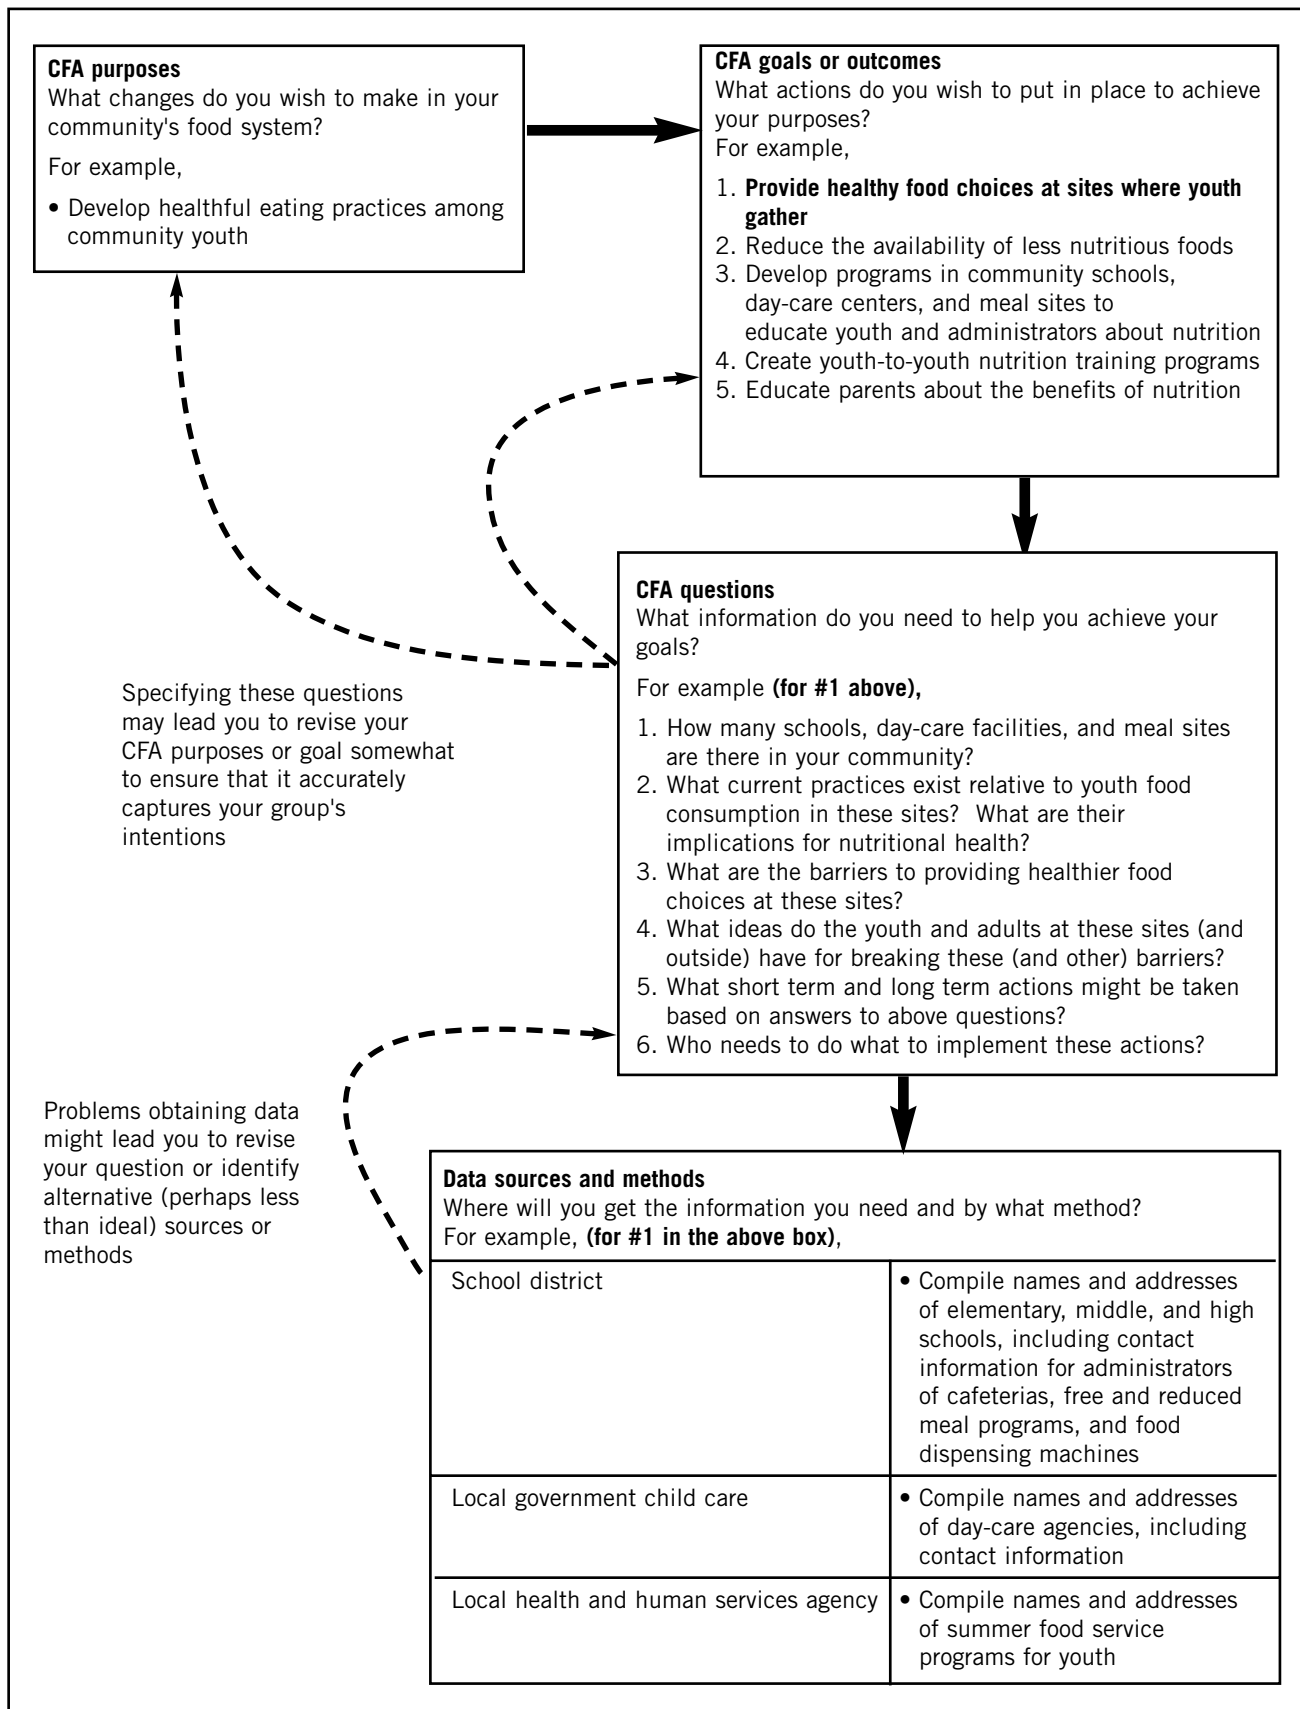 CFA purposes
What changes do you wish to make in your
community's food system?
For example,
• Develop healthful eating practices among
community youth
CFA goals or outcomes
What actions do you wish to put in place to achieve
your purposes?
For example,
1. Provide healthy food choices at sites where youth
gather
2. Reduce the availability of less nutritious foods
3. Develop programs in community schools,
day-care centers, and meal sites to
educate youth and administrators about nutrition
4. Create youth-to-youth nutrition training programs
5. Educate parents about the benefits of nutrition
CFA questions
What information do you need to help you achieve your
goals?
For example (for #1 above),
1. How many schools, day-care facilities, and meal sites
are there in your community?
2. What current practices exist relative to youth food
consumption in these sites?  What are their
implications for nutritional health?
3. What are the barriers to providing healthier food
choices at these sites?
4. What ideas do the youth and adults at these sites (and
outside) have for breaking these (and other) barriers?
5. What short term and long term actions might be taken
based on answers to above questions?
6. Who needs to do what to implement these actions?
Specifying these questions
may lead you to revise your
CFA purposes or goal somewhat
to ensure that it accurately
captures your group's
intentions
Problems obtaining data
might lead you to revise
your question or identify
alternative (perhaps less
than ideal) sources or
methods
Data sources and methods
Where will you get the information you need and by what method?
For example, (for #1 in the above box),
School district
• Compile names and addresses
of elementary, middle, and high
schools, including contact
information for administrators
of cafeterias, free and reduced
meal programs, and food
dispensing machines
Local government child care
• Compile names and addresses
of day-care agencies, including
contact information
Local health and human services agency
• Compile names and addresses
of summer food service
programs for youth